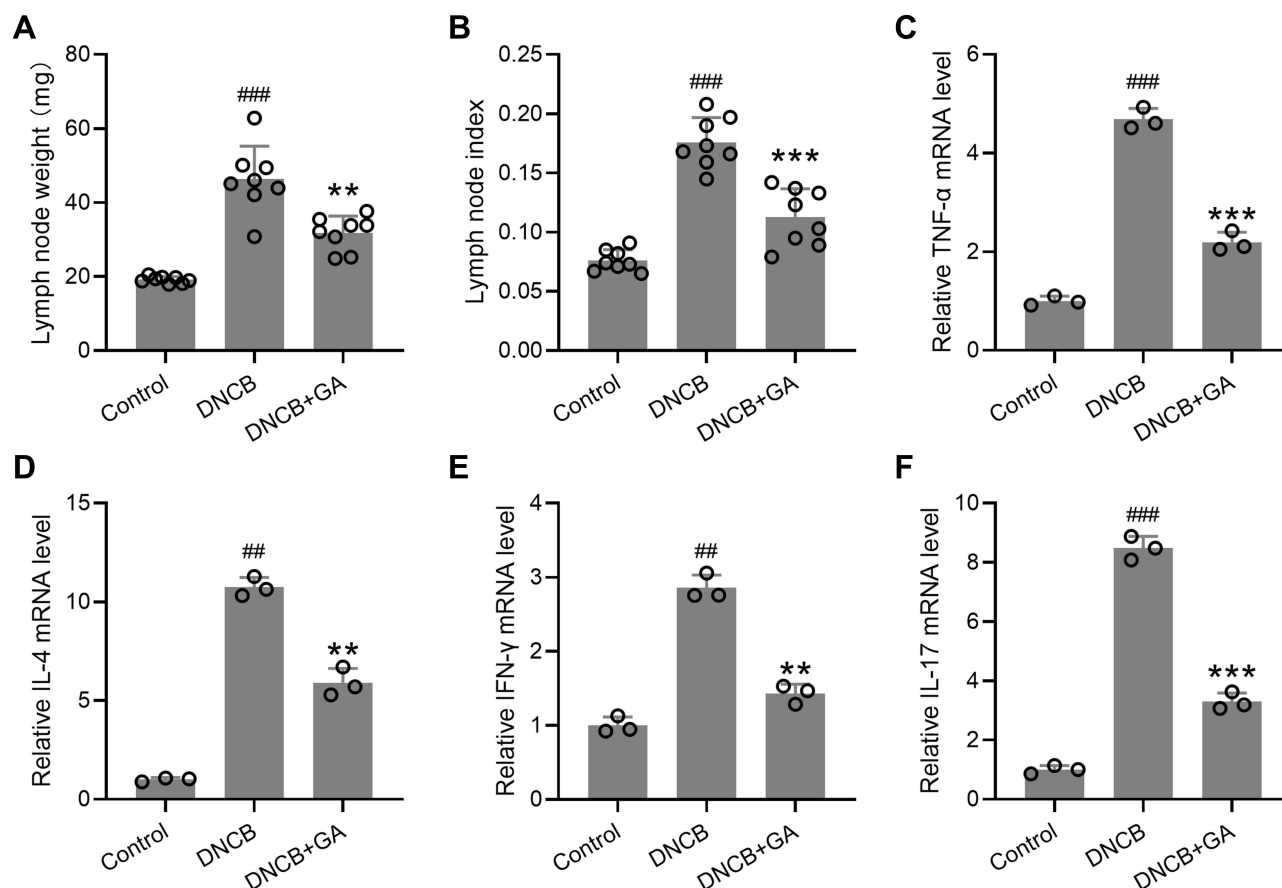 A
Lymph node weight (mg)
80
60
40
20
0
###
**
Control
DNCB
DNCB+GA
B
Lymph node index
0.25
0.20
0.15
0.10
0.05
0.00
###
***
Control
DNCB
DNCB+GA
C
Relative TNF-α mRNA level
6
4
2
0
###
***
Control
DNCB
DNCB+GA
D
Relative IL-4 mRNA level
15
10
5
0
##
**
Control
DNCB
DNCB+GA
E
Relative IFN-γ mRNA level
4
3
2
1
0
##
**
Control
DNCB
DNCB+GA
F
Relative IL-17 mRNA level
10
8
6
4
2
0
###
***
Control
DNCB
DNCB+GA